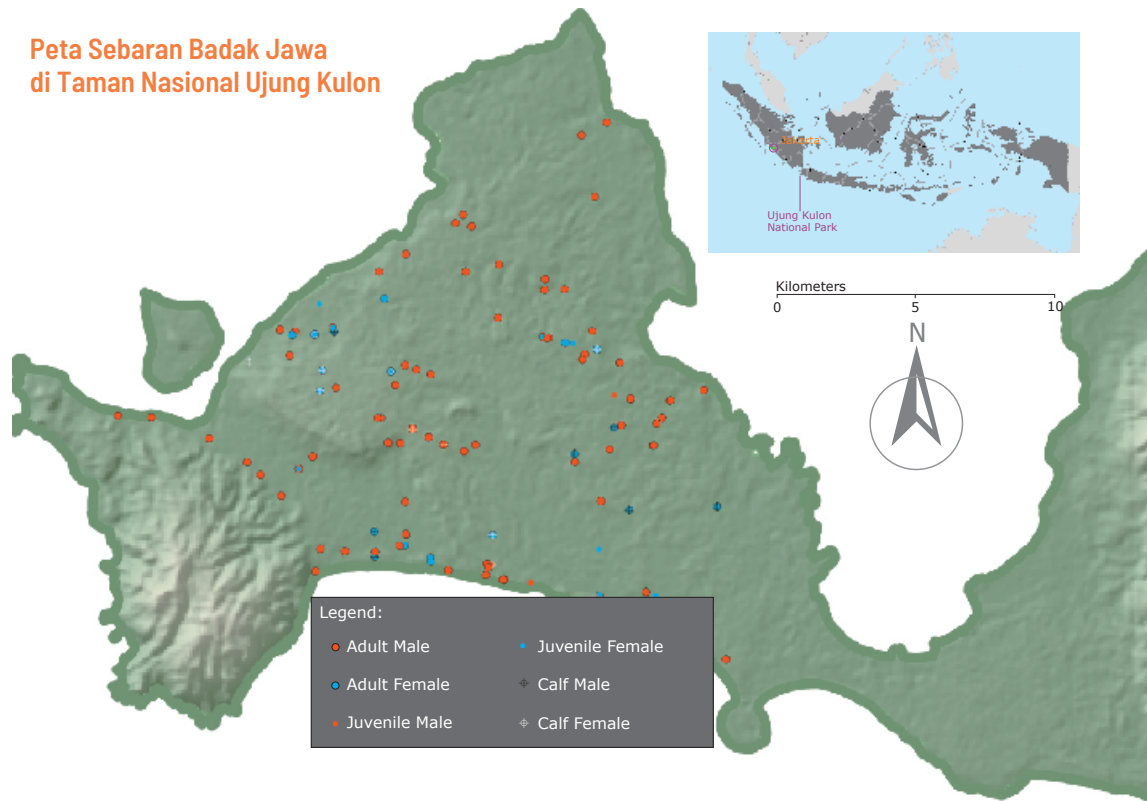 Peta Sebaran Badak Jawa
di Taman Nasional Ujung Kulon
Jakarta
Ujung Kulon
National Park
Kilometers
0 5 10
N
Legend:
Adult Male
Adult Female
Juvenile Male
Juvenile Female
Calf Male
Calf Female